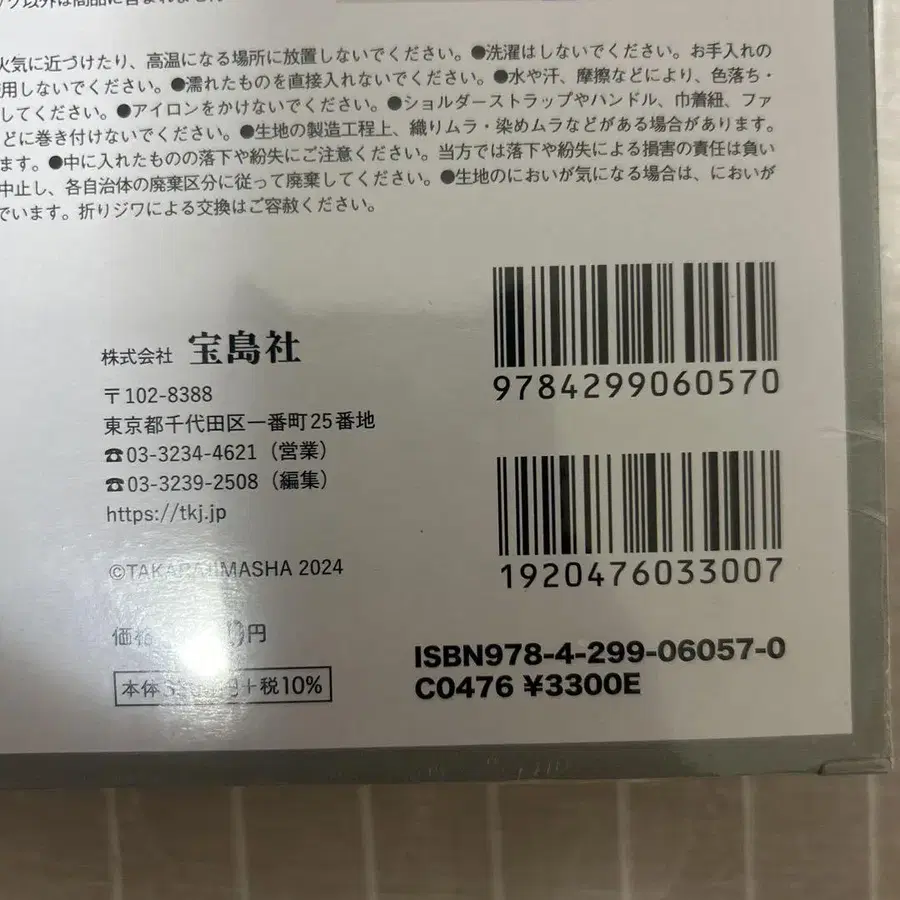 以外は商品に含まれません
火気に近づけたり、高温になる場所に放置しないでください。●洗濯はしないでください。お手入れの
使用しないでください。●濡れたものを直接入れないでください。●水や汗、摩擦などにより、色落ち・
してください。●アイロンをかけないでください。●ショルダーストラップやハンドル、巾着紐、ファ
どに巻き付けないでください。●生地の製造工程上、織りムラ・染めムラなどがある場合があります。
ます。●中に入れたものの落下や紛失にご注意ください。当方では落下や紛失による損害の責任は負い
中止し、各自治体の廃棄区分に従って廃棄してください。●生地のにおいが気になる場合は、においが
でいます。折りジワによる交換はご容赦ください。
9784299060570
株式会社 宝島社
〒102-8388
東京都千代田区一番町25番地
☎03-3234-4621（営業）
☎03-3239-2508（編集）
https://tkj.jp
1920476033007
©TAKARAJIMASHA 2024
円
本体 円+税10%
ISBN978-4-299-06057-0
C0476 ¥3300E